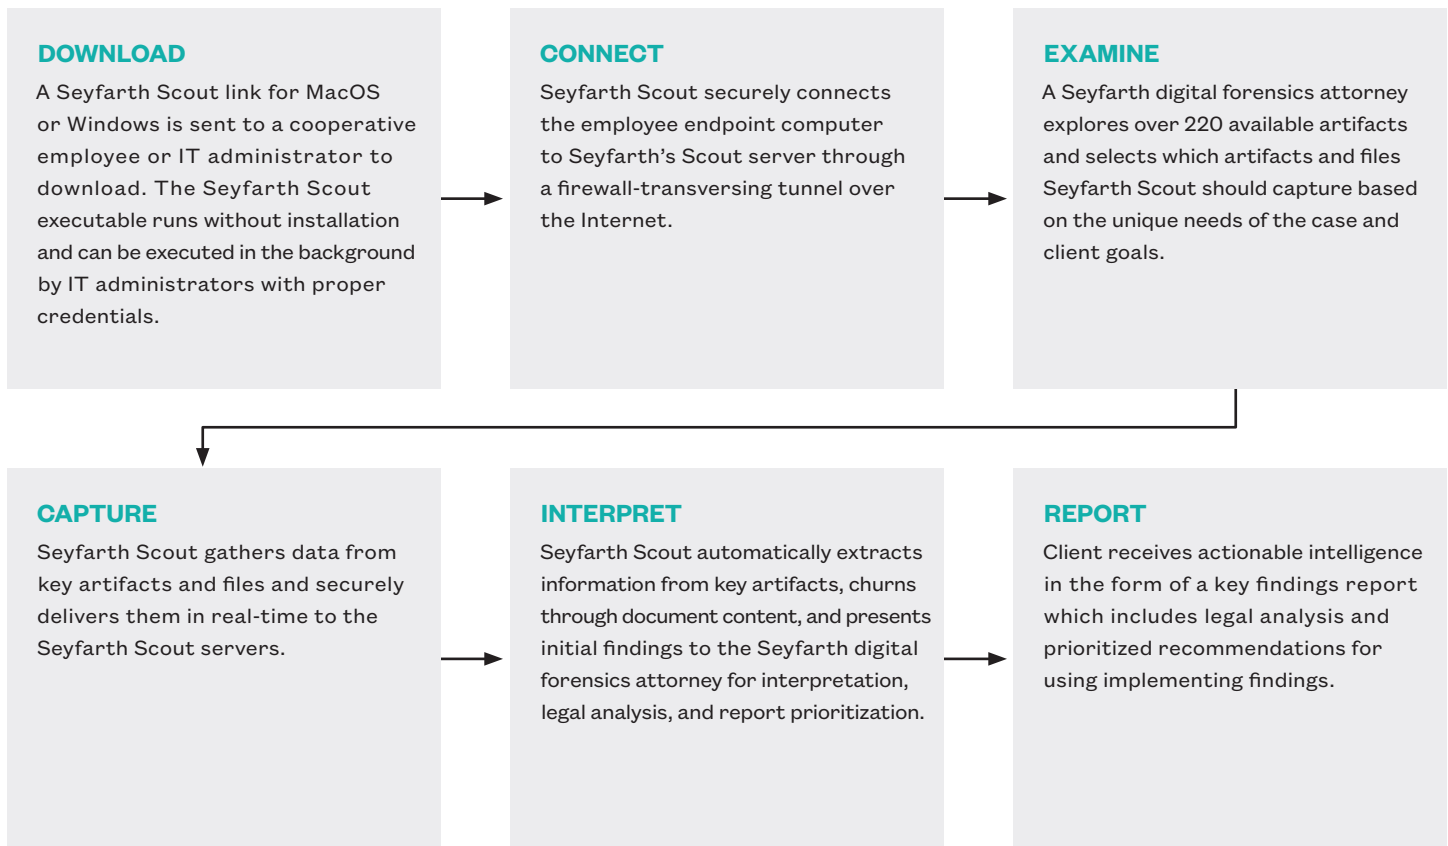 DOWNLOAD
A Seyfarth Scout link for MacOS
or Windows is sent to a cooperative
employee or IT administrator to
download. The Seyfarth Scout
executable runs without installation
and can be executed in the background
by IT administrators with proper
credentials.
CONNECT
Seyfarth Scout securely connects
the employee endpoint computer
to Seyfarth’s Scout server through
a firewall-transversing tunnel over
the Internet.
EXAMINE
A Seyfarth digital forensics attorney
explores over 220 available artifacts
and selects which artifacts and files
Seyfarth Scout should capture based
on the unique needs of the case and
client goals.
CAPTURE
Seyfarth Scout gathers data from
key artifacts and files and securely
delivers them in real-time to the
Seyfarth Scout servers.
INTERPRET
Seyfarth Scout automatically extracts
information from key artifacts, churns
through document content, and presents
initial findings to the Seyfarth digital
forensics attorney for interpretation,
legal analysis, and report prioritization.
REPORT
Client receives actionable intelligence
in the form of a key findings report
which includes legal analysis and
prioritized recommendations for
using implementing findings.